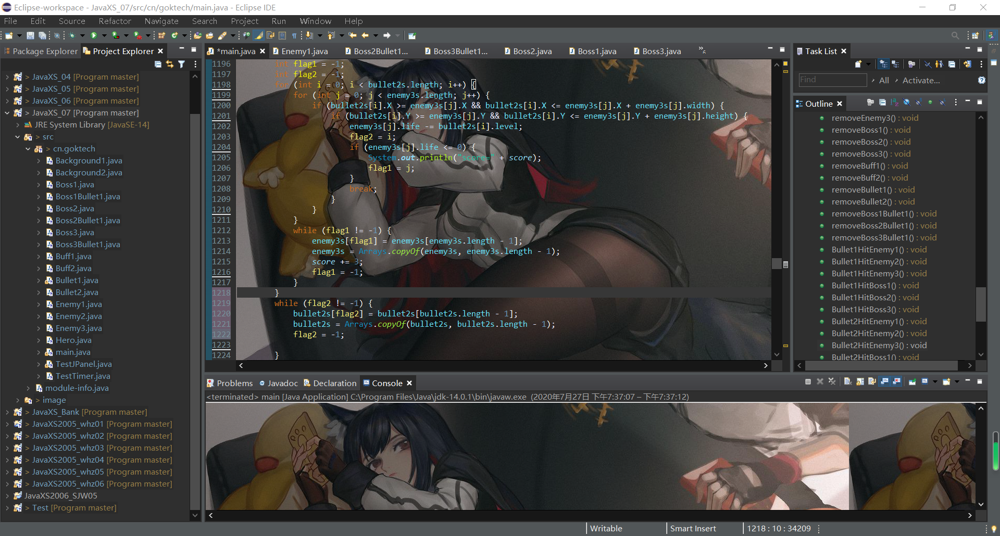 Eclipse-workspace - JavaXS_07/src/cn/goktech/main.java - Eclipse IDE
File Edit Source Refactor Navigate Search Project Run Window Help
Package Explorer
Project Explorer
> JavaXS_04 [Program master]
> JavaXS_05 [Program master]
> JavaXS_06 [Program master]
> JavaXS_07 [Program master]
JRE System Library [JavaSE-14]
> src
> cn.goktech
Background1.java
Background2.java
Boss1.java
Boss1Bullet1.java
Boss2.java
Boss2Bullet1.java
Boss3.java
Boss3Bullet1.java
Buff1.java
Buff2.java
Bullet1.java
Bullet2.java
Enemy1.java
Enemy2.java
Enemy3.java
Hero.java
main.java
TestJPanel.java
TestTimer.java
module-info.java
> image
> JavaXS_Bank [Program master]
> JavaXS2005_whz01 [Program master]
> JavaXS2005_whz02 [Program master]
> JavaXS2005_whz03 [Program master]
> JavaXS2005_whz04 [Program master]
> JavaXS2005_whz05 [Program master]
> JavaXS2005_whz06 [Program master]
JavaXS2006_SJW05
> Test [Program master]
*main.java Enemy1.java Boss2Bullet1... Boss3Bullet1... Boss2.java Boss1.java Boss3.java »6
1196 int flag1 = -1;
1197 int flag2 = -1;
1198 for (int i = 0; i < bullet2s.length; i++) {
1199 for (int j = 0; j < enemy3s.length; j++) {
1200 if (bullet2s[i].X >= enemy3s[j].X && bullet2s[i].X <= enemy3s[j].X + enemy3s[j].width) {
1201 if (bullet2s[i].Y >= enemy3s[j].Y && bullet2s[i].Y <= enemy3s[j].Y + enemy3s[j].height) {
1202 enemy3s[j].life -= bullet2s[i].level;
1203 flag2 = i;
1204 if (enemy3s[j].life <= 0) {
1205 System.out.println("score=" + score);
1206 flag1 = j;
1207 }
1208 break;
1209 }
1210 }
1211 }
1212 while (flag1 != -1) {
1213 enemy3s[flag1] = enemy3s[enemy3s.length - 1];
1214 enemy3s = Arrays.copyOf(enemy3s, enemy3s.length - 1);
1215 score += 3;
1216 flag1 = -1;
1217 }
1218 }
1219 while (flag2 != -1) {
1220 bullet2s[flag2] = bullet2s[bullet2s.length - 1];
1221 bullet2s = Arrays.copyOf(bullet2s, bullet2s.length - 1);
1222 flag2 = -1;
1223
1224 }
Task List
Find
All
Activate...
Outline
removeEnemy3() : void
removeBoss1() : void
removeBoss2() : void
removeBoss3() : void
removeBuff1() : void
removeBuff2() : void
removeBullet1() : void
removeBullet2() : void
removeBoss1Bullet1() : void
removeBoss2Bullet1() : void
removeBoss3Bullet1() : void
Bullet1HitEnemy1() : void
Bullet1HitEnemy2() : void
Bullet1HitEnemy3() : void
Bullet1HitBoss1() : void
Bullet1HitBoss2() : void
Bullet1HitBoss3() : void
Bullet2HitEnemy1() : void
Bullet2HitEnemy2() : void
Bullet2HitEnemy3() : void
Bullet2HitBoss1() : void
Problems Javadoc Declaration Console
<terminated> main [Java Application] C:\Program Files\Java\jdk-14.0.1\bin\javaw.exe (2020年7月27日 下午7:37:07 – 下午7:37:12)
Writable
Smart Insert
1218 : 10 : 34209